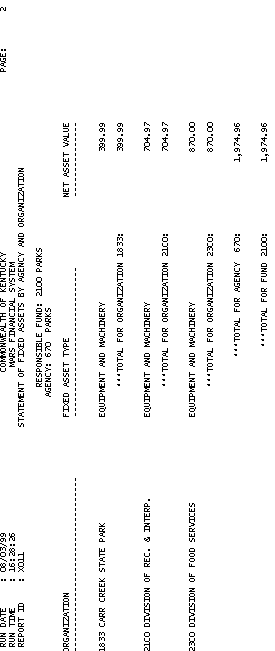 RUN DATE : 08/03/99 COMMONWEALTH OF KENTUCKY PAGE: 2
RUN TIME : 16:28:26 MARS FINANCIAL SYSTEM
REPORT ID : X011 STATEMENT OF FIXED ASSETS BY AGENCY AND ORGANIZATION
RESPONSIBLE FUND: 2100 PARKS
AGENCY: 670 PARKS
ORGANIZATION FIXED ASSET TYPE NET ASSET VALUE
1833 CARR CREEK STATE PARK EQUIPMENT AND MACHINERY 399.99
***TOTAL FOR ORGANIZATION 1833: 399.99
21C0 DIVISION OF REC. & INTERP. EQUIPMENT AND MACHINERY 704.97
***TOTAL FOR ORGANIZATION 21C0: 704.97
23C0 DIVISION OF FOOD SERVICES EQUIPMENT AND MACHINERY 870.00
***TOTAL FOR ORGANIZATION 23C0: 870.00
***TOTAL FOR AGENCY 670: 1,974.96
***TOTAL FOR FUND 2100: 1,974.96